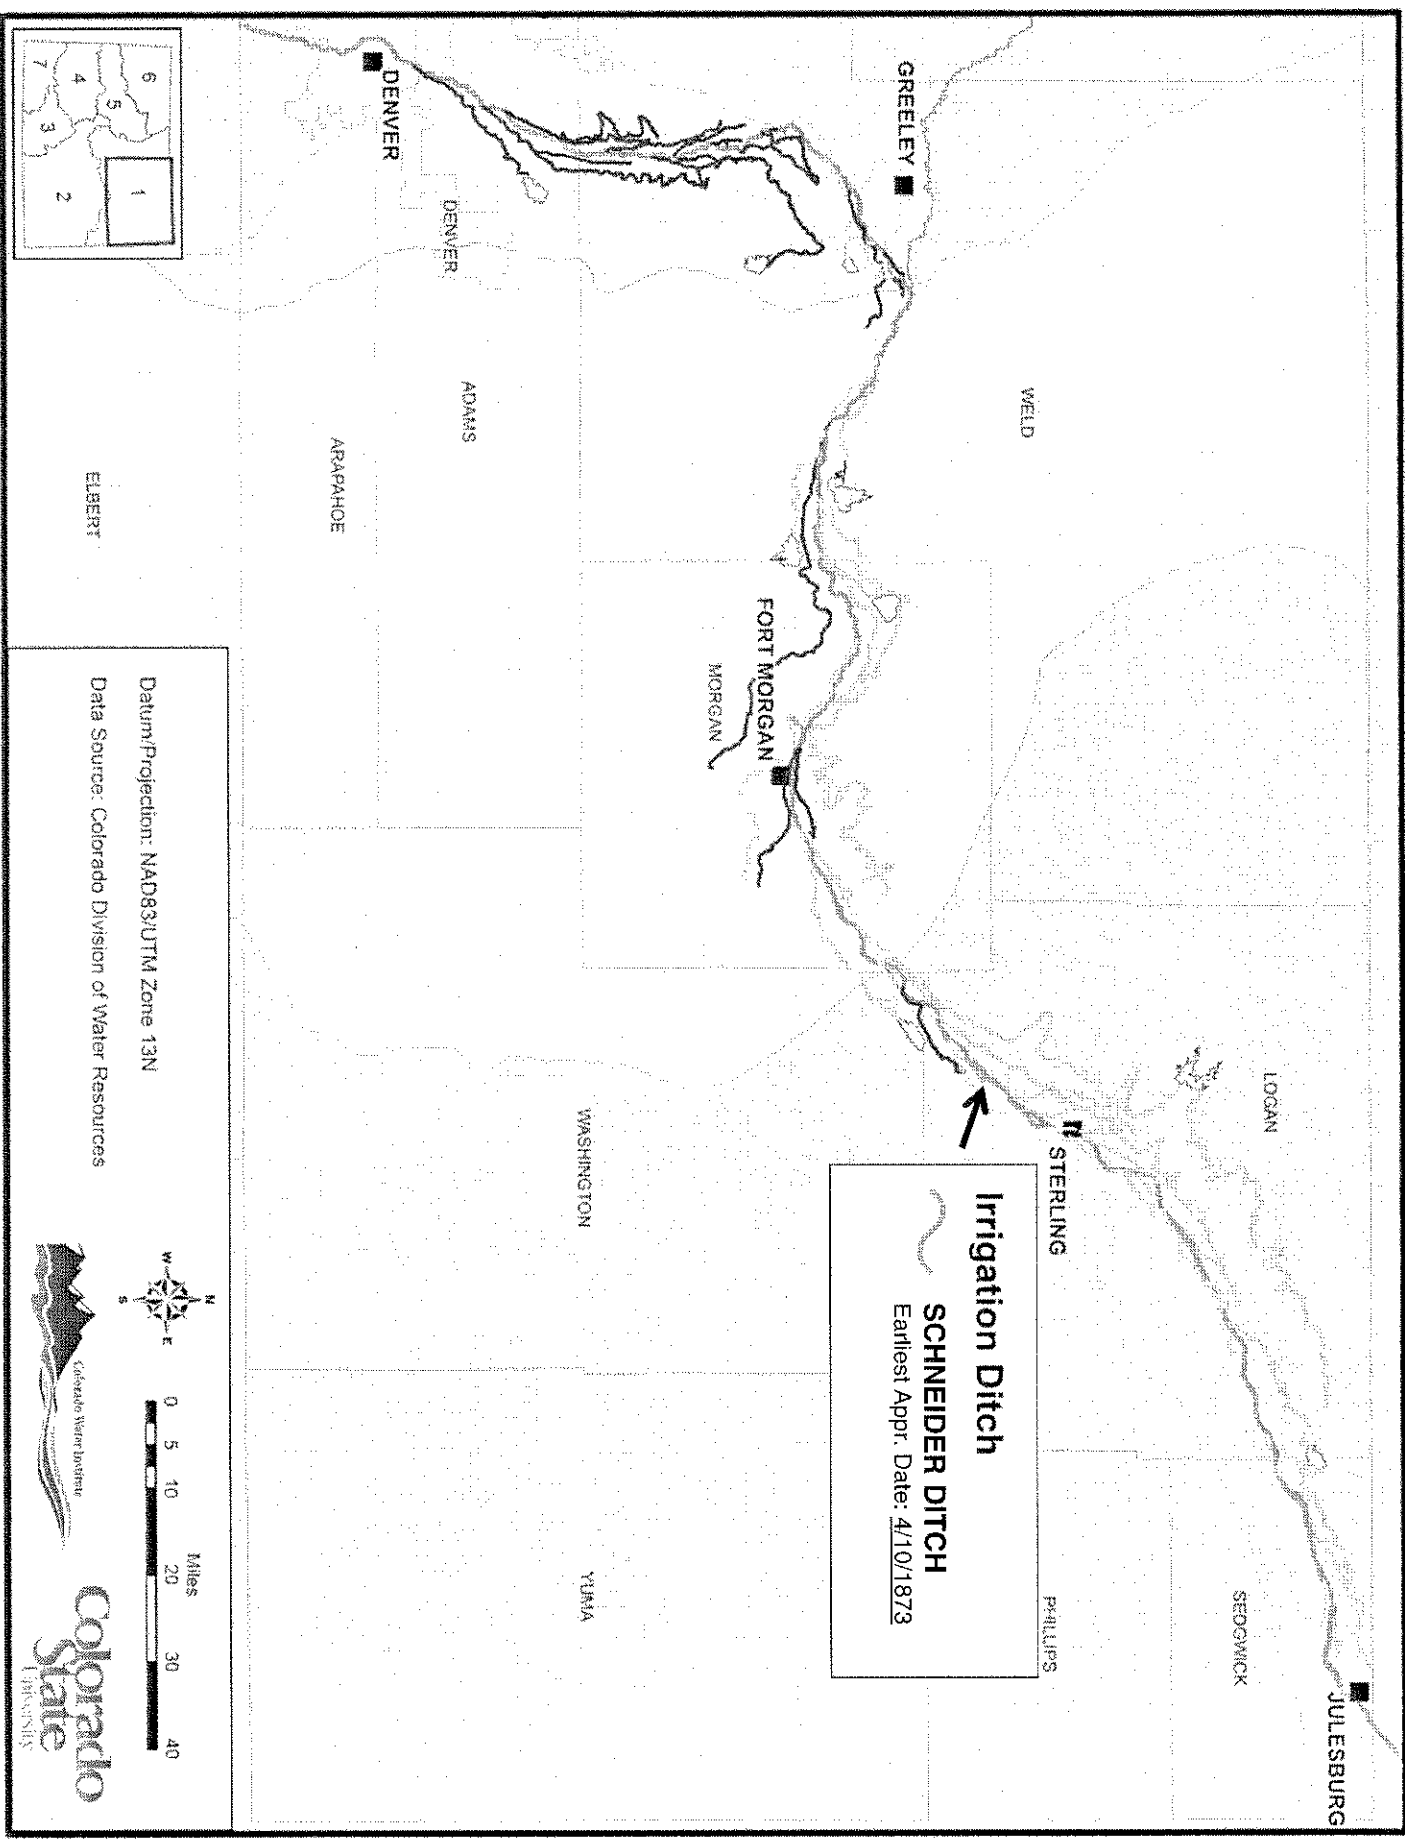 JULESBURG
SEDGWICK
PHILLIPS
LOGAN
STERLING
Irrigation Ditch
SCHNEIDER DITCH
Earliest Appr. Date: 4/10/1873
WELD
GREELEY
FORT MORGAN
MORGAN
WASHINGTON
YUMA
DENVER
DENVER
ADAMS
ARAPAHOE
ELBERT
6
5
4
7
3
1
2
Datum/Projection: NAD83/UTM Zone 13N
Data Source: Colorado Division of Water Resources
N
W
E
S
Miles
0 5 10 20 30 40
Colorado Water Institute
Colorado
State
University